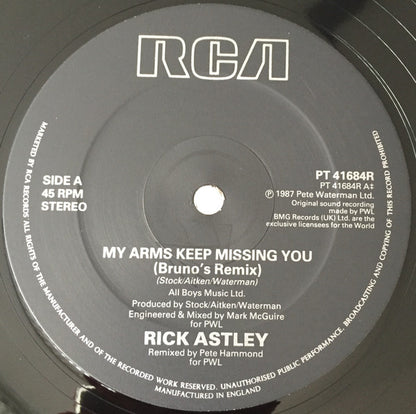 RCA
SIDE A
45 RPM
STEREO
PT 41684R
PT 41684R A‡
℗ 1987 Pete Waterman Ltd.
Original sound recording
made by PWL
BMG Records (UK) Ltd. are the
exclusive licensees for the World
MY ARMS KEEP MISSING YOU
(Bruno's Remix)
(Stock/Aitken/Waterman)
All Boys Music Ltd.
Produced by Stock/Aitken/Waterman
Engineered & Mixed by Mark McGuire
for PWL
RICK ASTLEY
Remixed by Pete Hammond
for PWL
MARKETED BY RCA RECORDS ALL RIGHTS OF THE MANUFACTURER AND OF THE OWNER OF THE RECORDED WORK RESERVED. UNAUTHORISED PUBLIC PERFORMANCE, BROADCASTING AND COPYING OF THIS RECORD PROHIBITED
MANUFACTURED IN ENGLAND